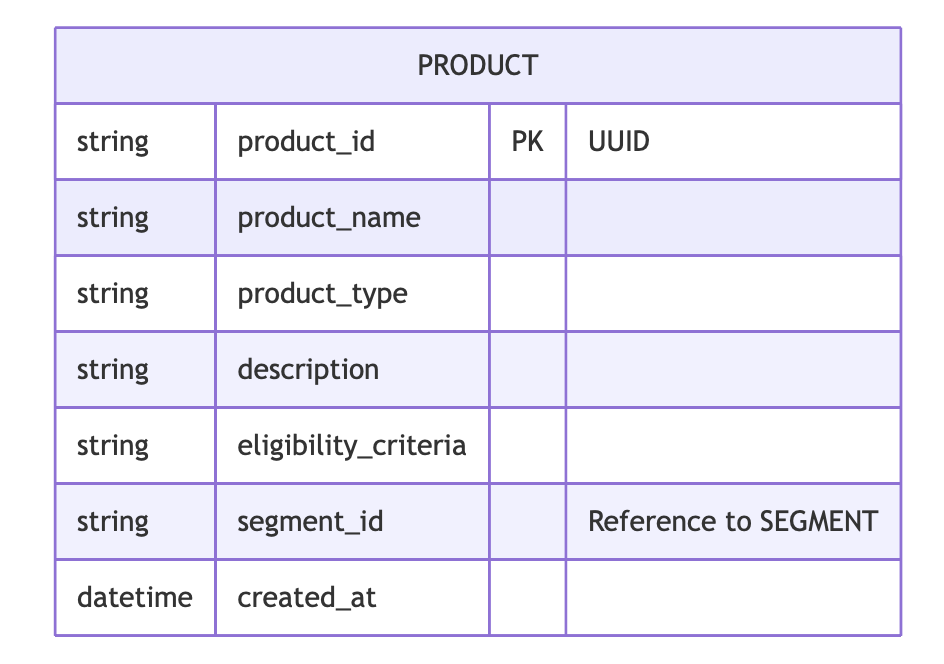 PRODUCT
string product_id PK UUID
string product_name
string product_type
string description
string eligibility_criteria
string segment_id Reference to SEGMENT
datetime created_at